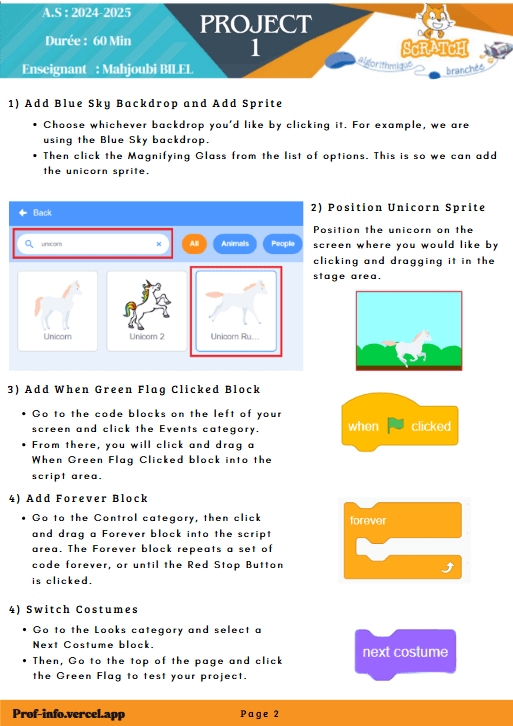 A.S : 2024-2025
Durée : 60 Min
Enseignant : Mahjoubi BILEL
PROJECT
1
SCRATCH
algorithmique
branchée
1) Add Blue Sky Backdrop and Add Sprite
• Choose whichever backdrop you'd like by clicking it. For example, we are
using the Blue Sky backdrop.
• Then click the Magnifying Glass from the list of options. This is so we can add
the unicorn sprite.
Back
unicorn
All
Animals
People
Unicorn
Unicorn 2
Unicorn Ru...
2) Position Unicorn Sprite
Position the unicorn on the
screen where you would like by
clicking and dragging it in the
stage area.
3) Add When Green Flag Clicked Block
• Go to the code blocks on the left of your
screen and click the Events category.
• From there, you will click and drag a
When Green Flag Clicked block into the
script area.
when clicked
4) Add Forever Block
• Go to the Control category, then click
and drag a Forever block into the script
area. The Forever block repeats a set of
code forever, or until the Red Stop Button
is clicked.
forever
4) Switch Costumes
• Go to the Looks category and select a
Next Costume block.
• Then, Go to the top of the page and click
the Green Flag to test your project.
next costume
Prof-info.vercel.app
Page 2